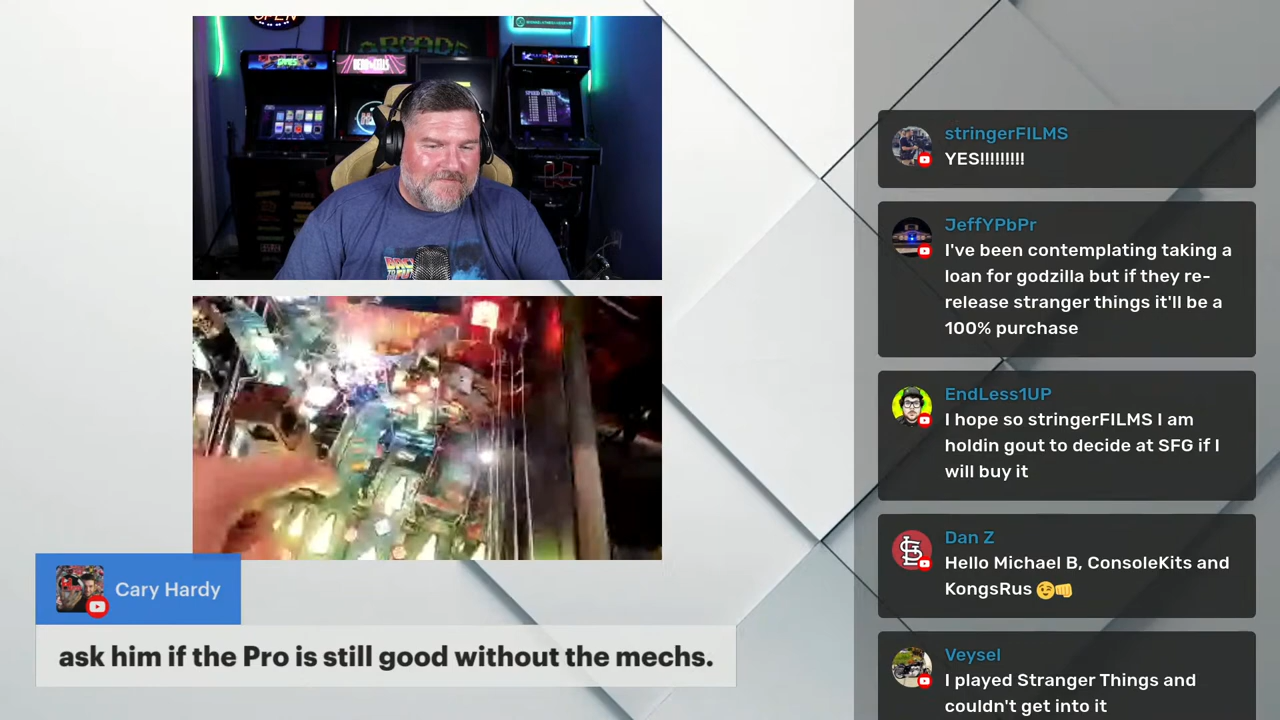 OPEN
ARCADE
BACK
stringerFILMS
YES!!!!!!!!!
JeffYPbPr
I've been contemplating taking a
loan for godzilla but if they re-
release stranger things it'll be a
100% purchase
EndLess1UP
I hope so stringerFILMS I am
holdin gout to decide at SFG if I
will buy it
Dan Z
Hello Michael B, ConsoleKits and
KongsRus 😉👊
Veysel
I played Stranger Things and
couldn't get into it
Cary Hardy
ask him if the Pro is still good without the mechs.